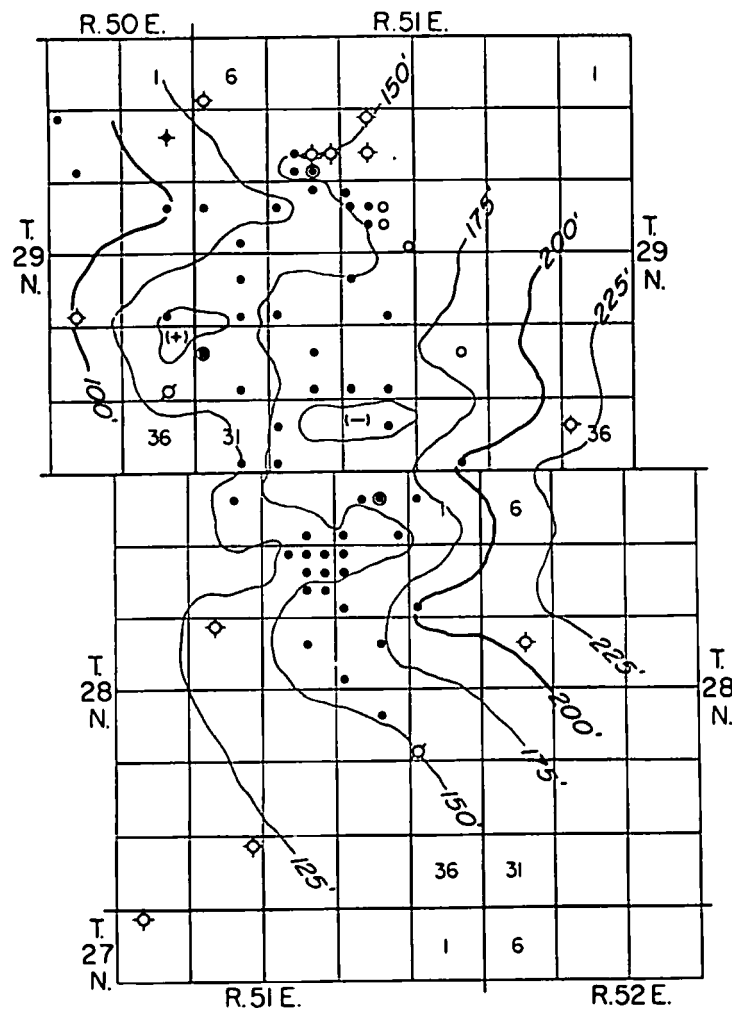 R.50 E. R.51 E.
1 6 1
150'
175'
200'
T. 29 N.
T. 29 N.
225'
(+)
100'
(–)
36 31 36
1 6
225'
T. 28 N.
T. 28 N.
200'
175'
150'
125'
36 31
T. 27 N.
1 6
R.51 E. R.52 E.